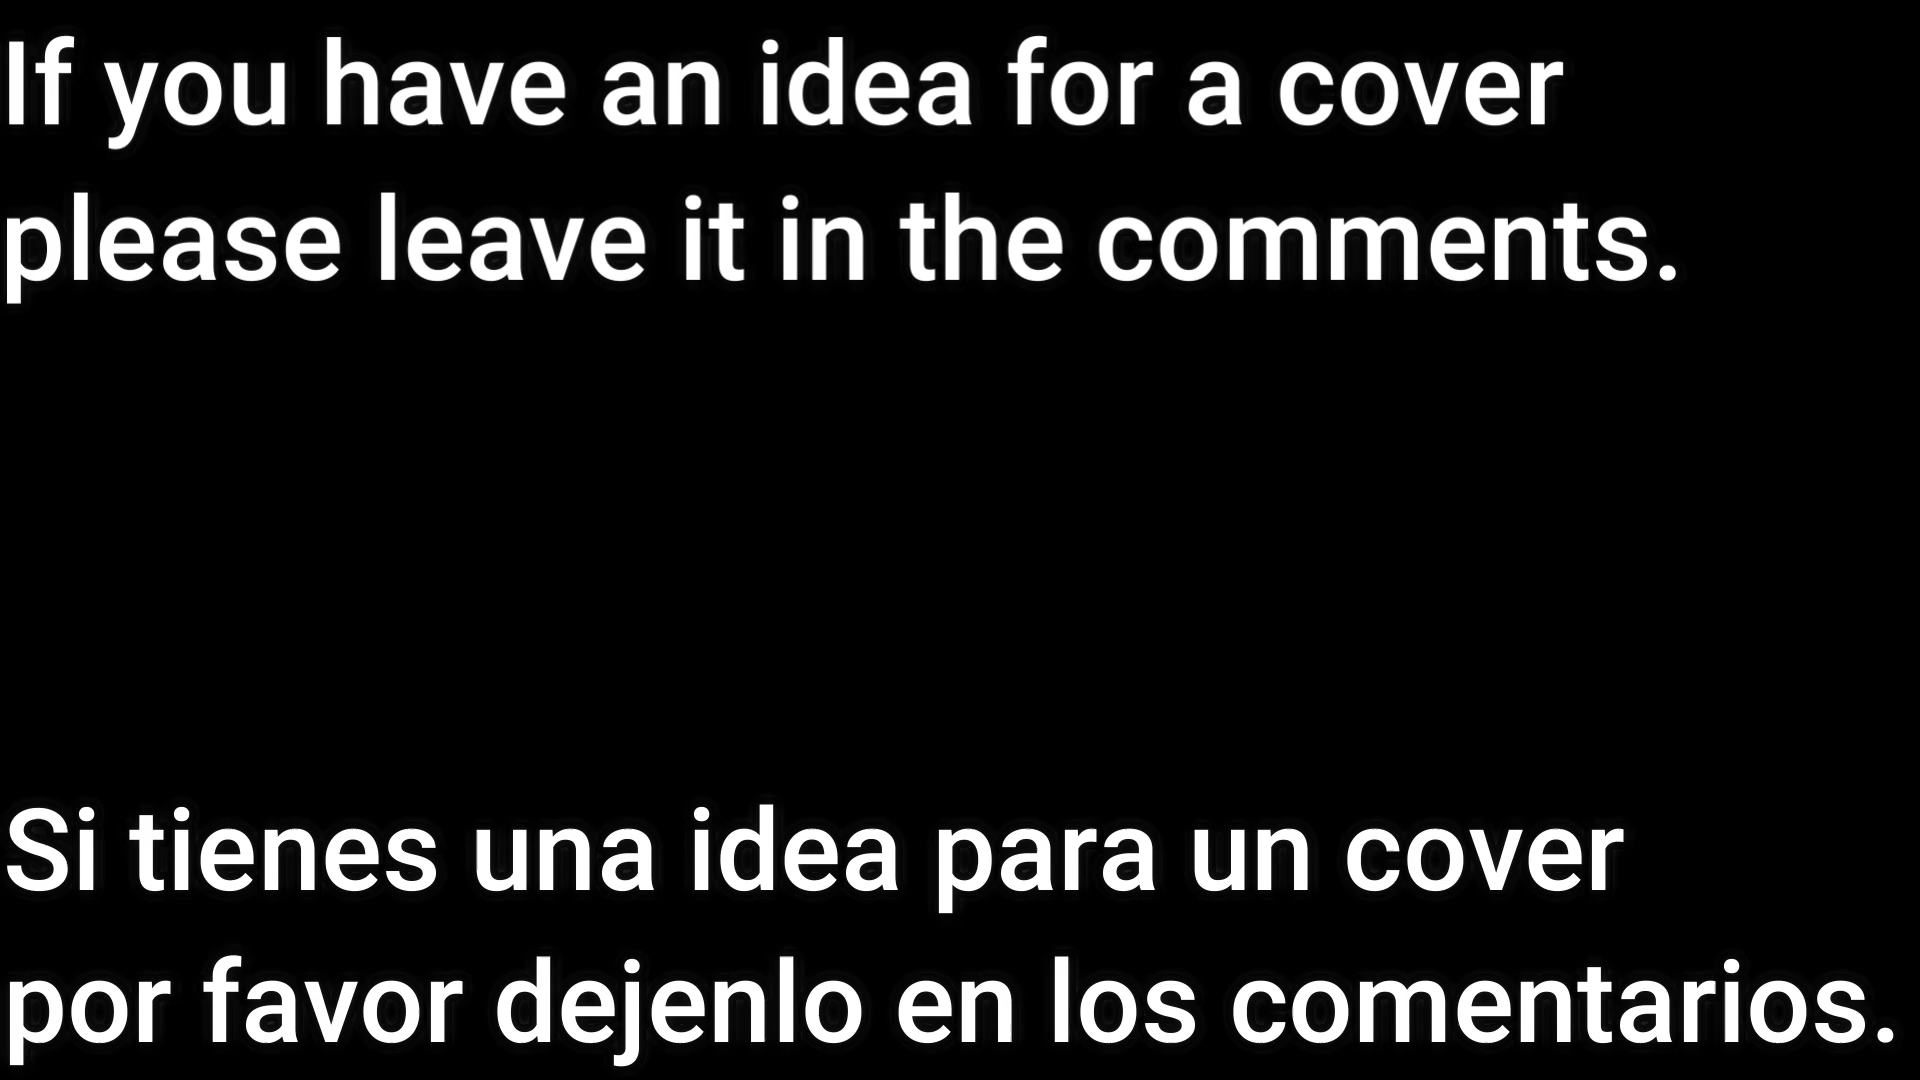 If you have an idea for a cover
please leave it in the comments.
Si tienes una idea para un cover
por favor dejenlo en los comentarios.